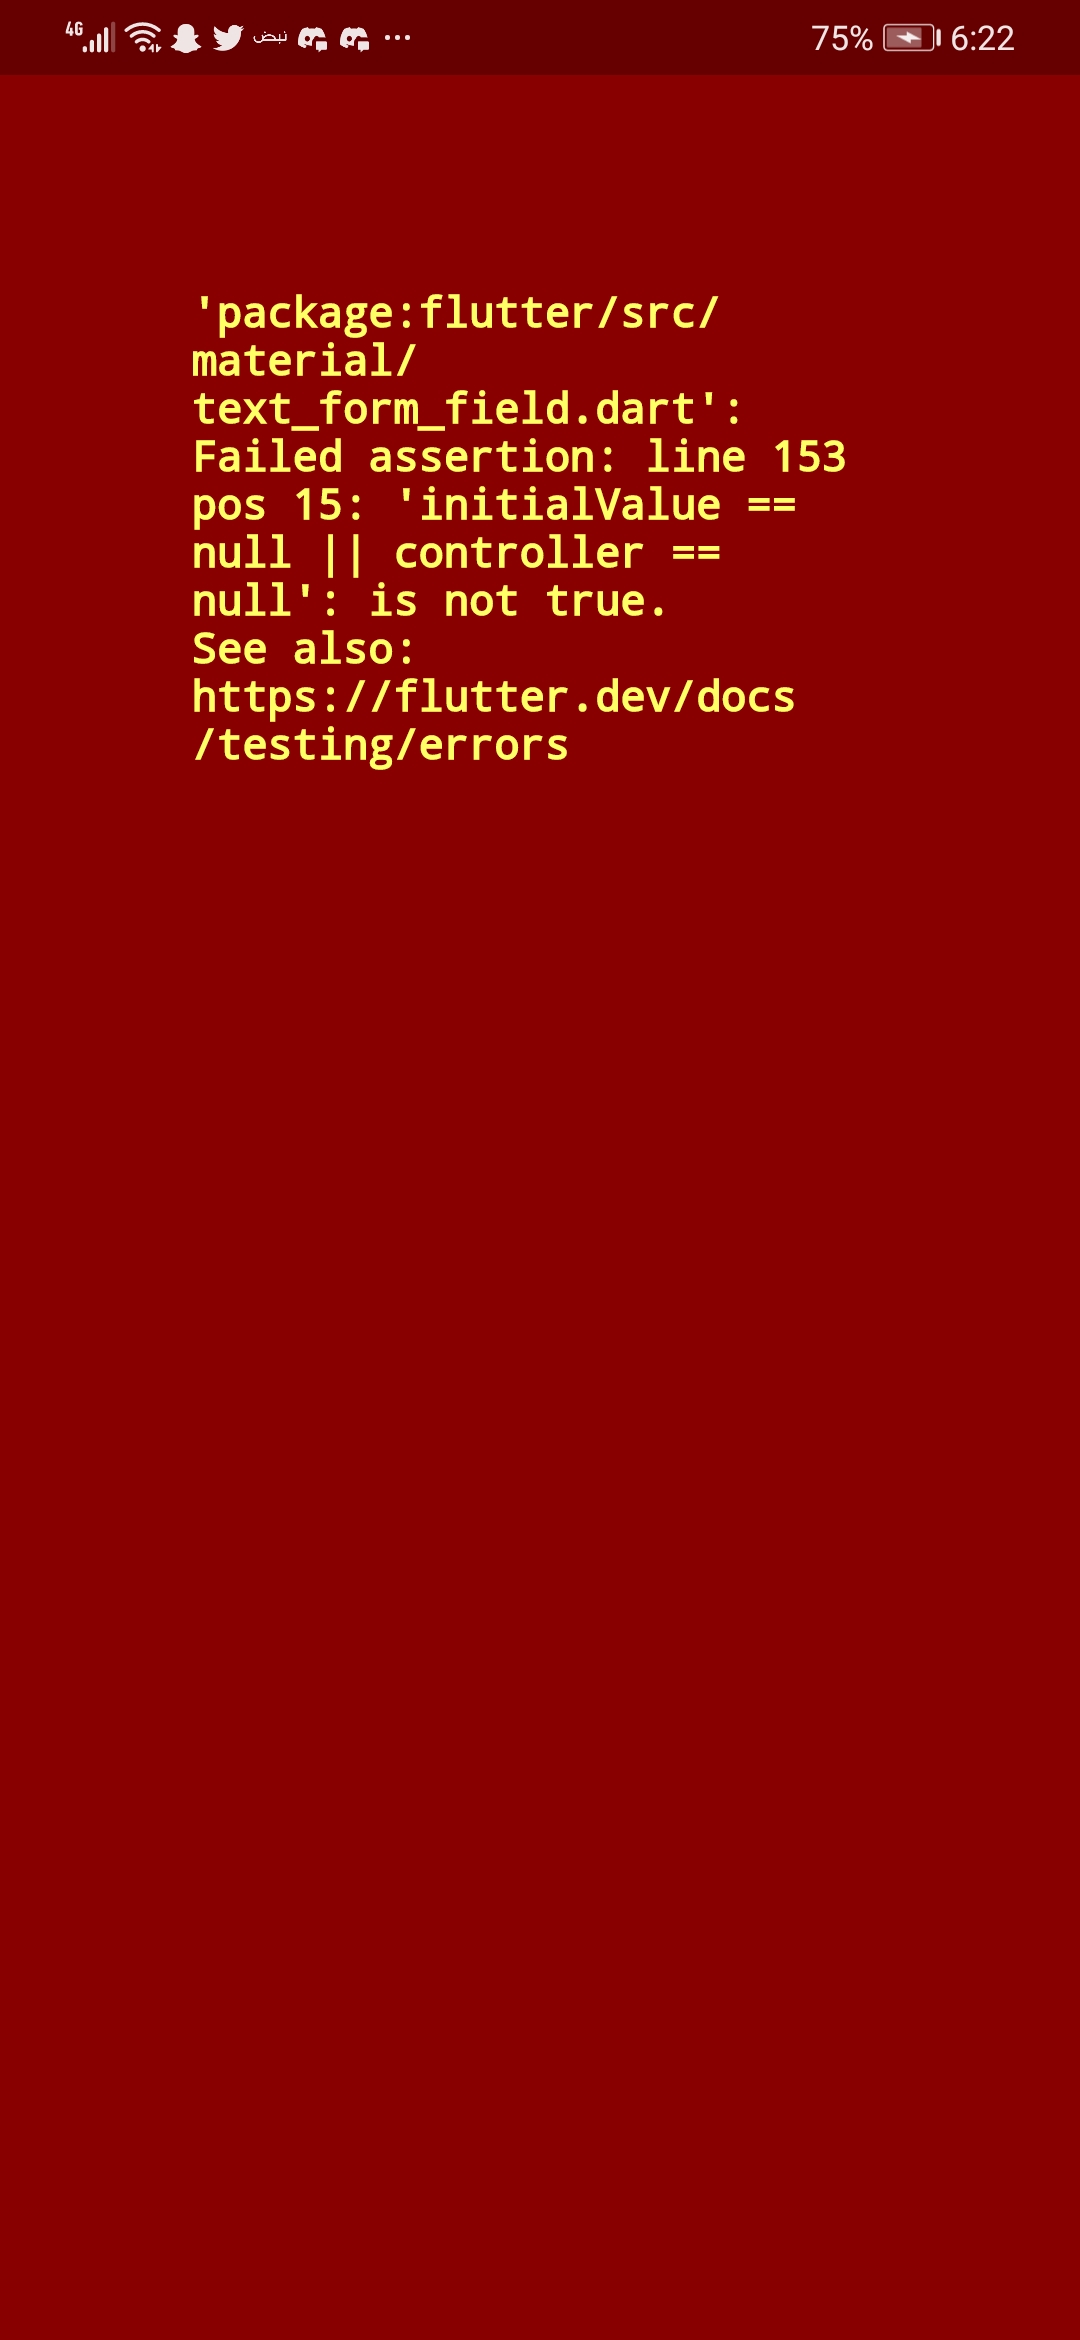 4G نبض ... 75% 6:22
'package:flutter/src/
material/
text_form_field.dart':
Failed assertion: line 153
pos 15: 'initialValue ==
null || controller ==
null': is not true.
See also:
https://flutter.dev/docs
/testing/errors